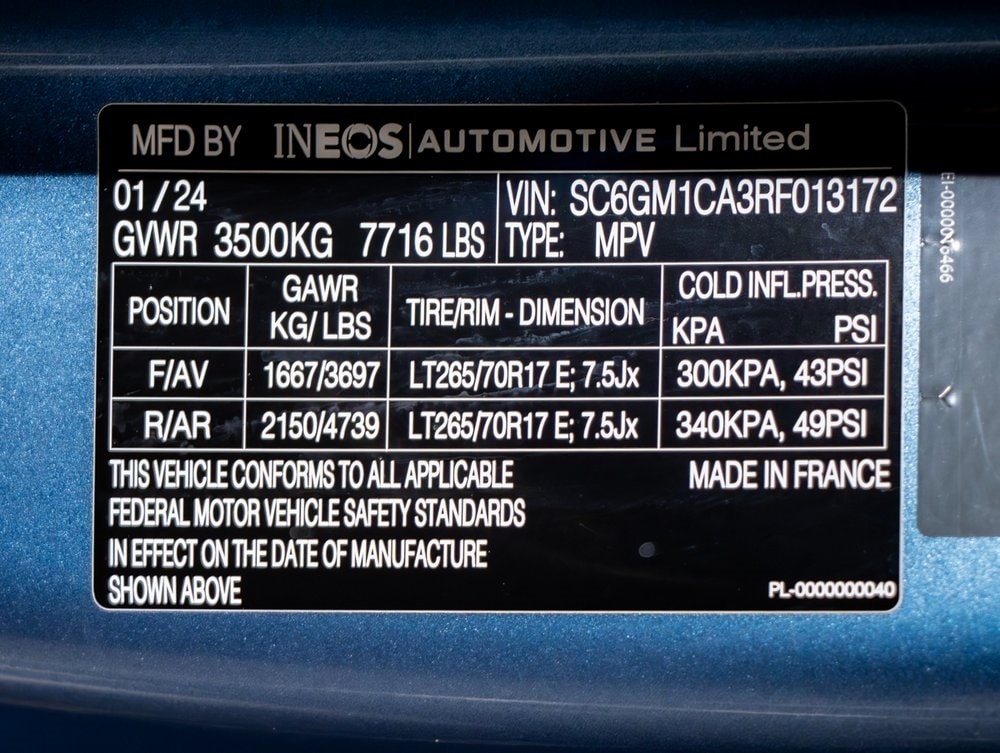 MFD BY INEOS | AUTOMOTIVE Limited
01 / 24
VIN: SC6GM1CA3RF013172
GVWR 3500KG 7716 LBS
TYPE: MPV
POSITION GAWR KG/ LBS TIRE/RIM - DIMENSION COLD INFL.PRESS. KPA PSI
F/AV 1667/3697 LT265/70R17 E; 7.5Jx 300KPA, 43PSI
R/AR 2150/4739 LT265/70R17 E; 7.5Jx 340KPA, 49PSI
THIS VEHICLE CONFORMS TO ALL APPLICABLE
MADE IN FRANCE
FEDERAL MOTOR VEHICLE SAFETY STANDARDS
IN EFFECT ON THE DATE OF MANUFACTURE
SHOWN ABOVE
PL-0000000040